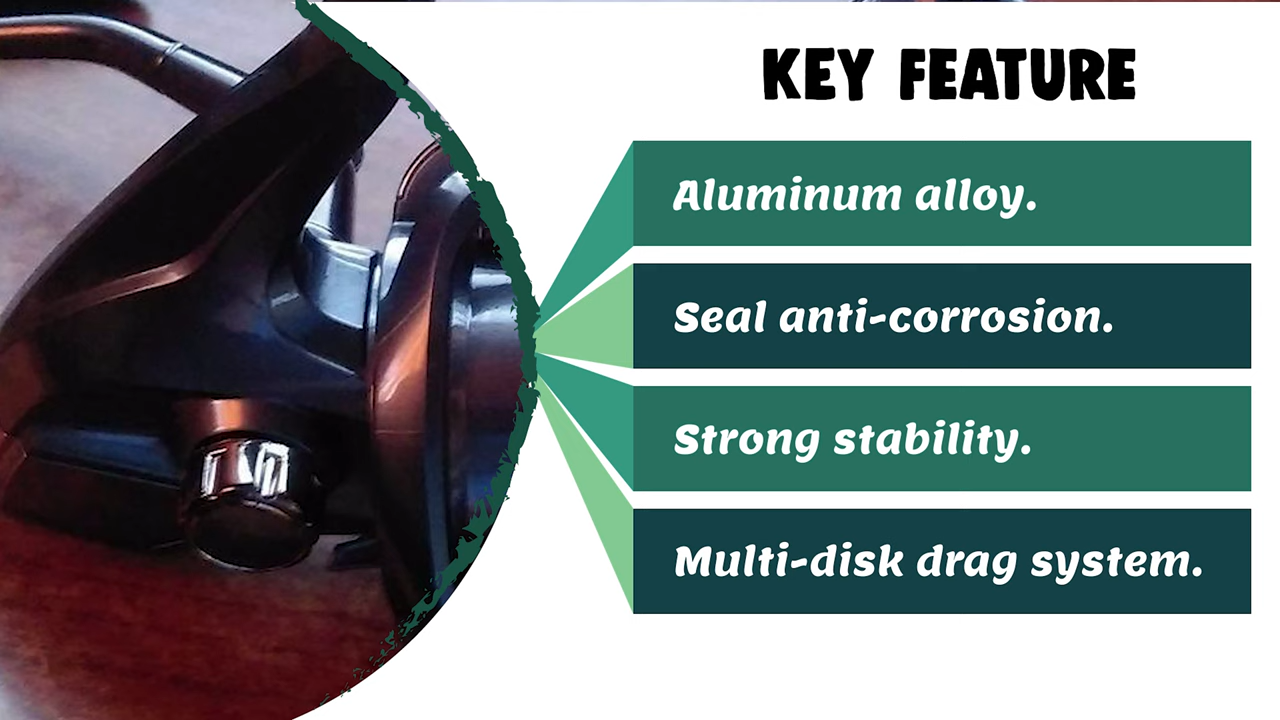 KEY FEATURE
Aluminum alloy.
Seal anti-corrosion.
Strong stability.
Multi-disk drag system.